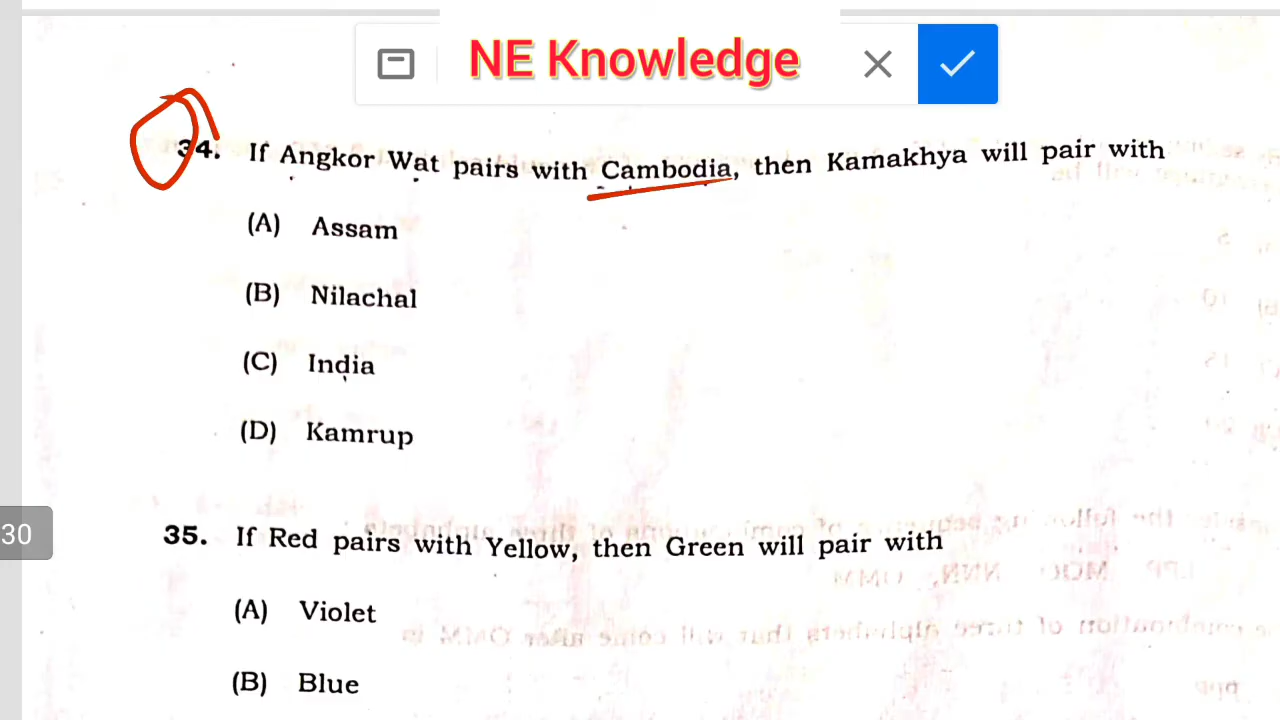 NE Knowledge
34. If Angkor Wat pairs with Cambodia, then Kamakhya will pair with
(A) Assam
(B) Nilachal
(C) India
(D) Kamrup
30
35. If Red pairs with Yellow, then Green will pair with
(A) Violet
(B) Blue